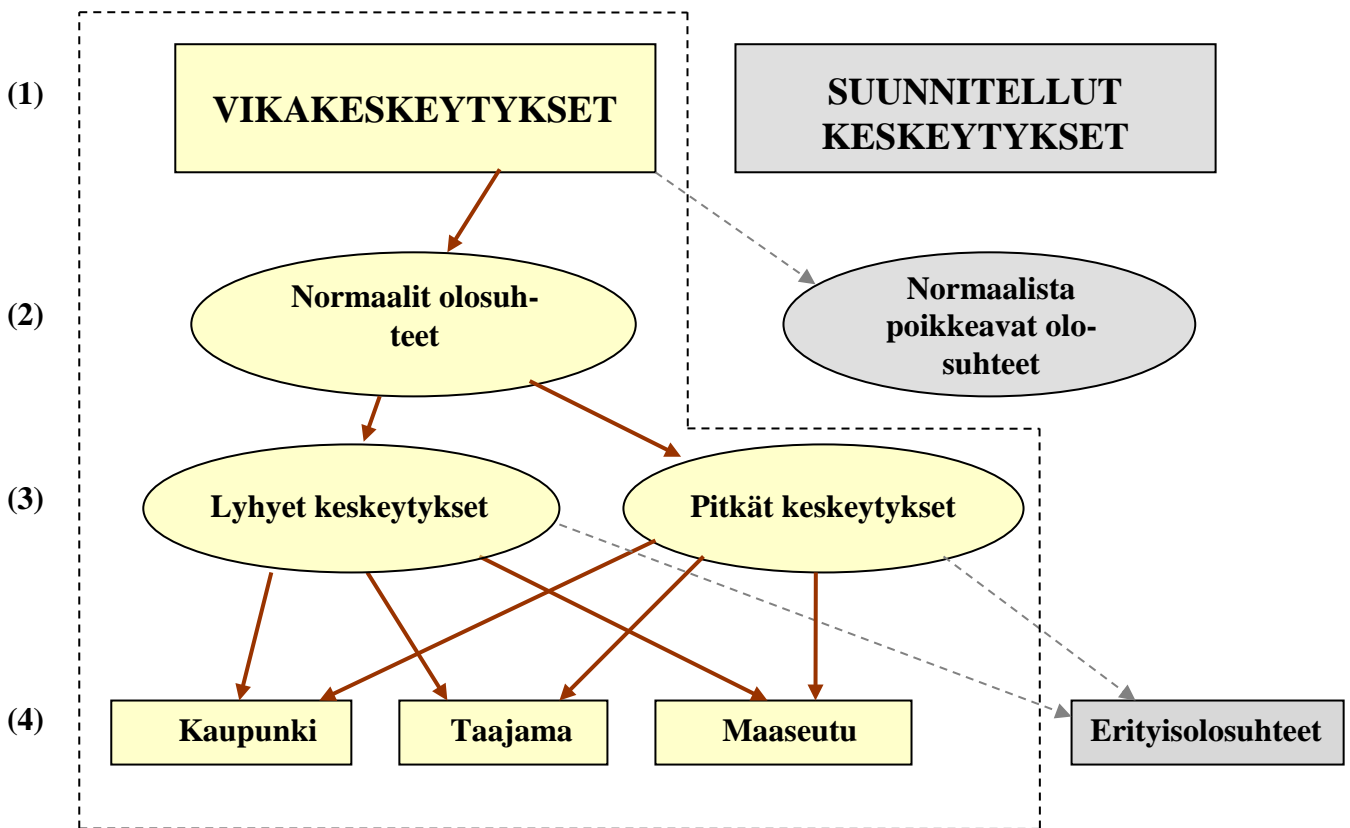 (1)
VIKAKESKEYTYKSET
SUUNNITELLUT
KESKEYTYKSET
(2)
Normaalit olosuh-
teet
Normaalista
poikkeavat olo-
suhteet
(3)
Lyhyet keskeytykset
Pitkät keskeytykset
(4)
Kaupunki
Taajama
Maaseutu
Erityisolosuhteet